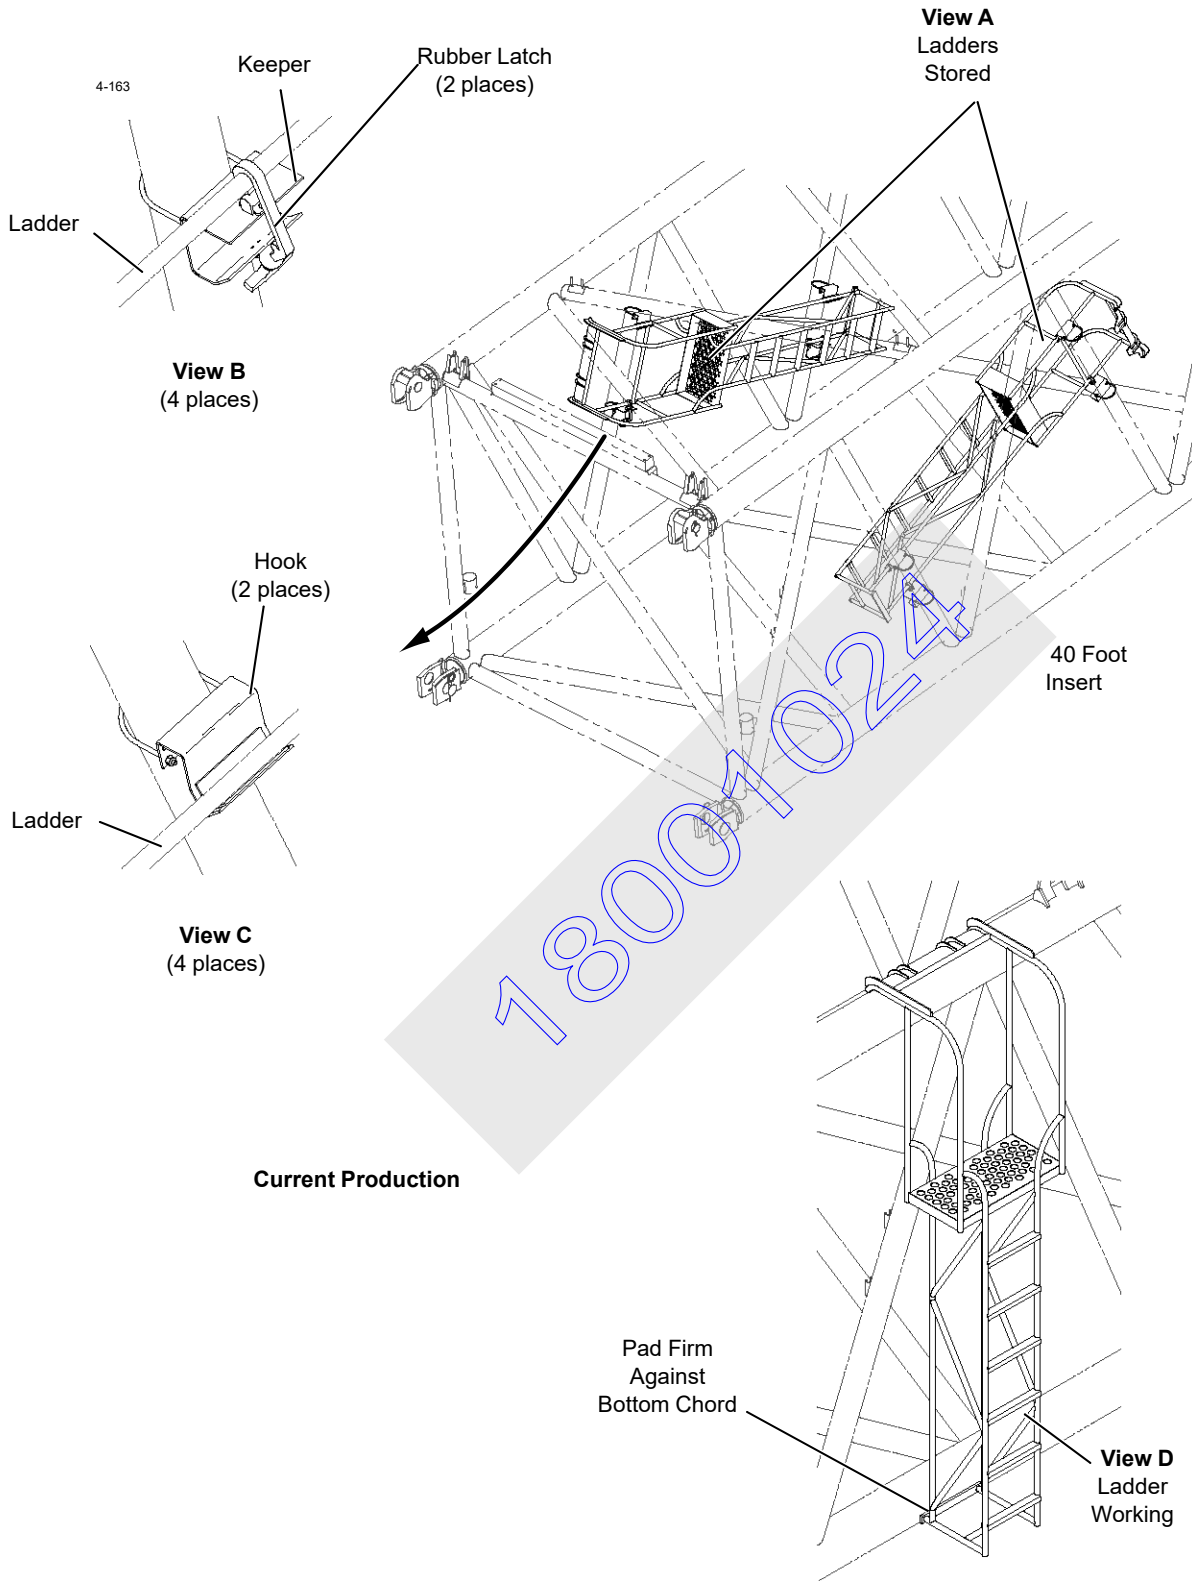 View A
Ladders
Stored
Keeper
Rubber Latch
(2 places)
4-163
Ladder
View B
(4 places)
Hook
(2 places)
40 Foot
Insert
Ladder
View C
(4 places)
18001024
Current Production
Pad Firm
Against
Bottom Chord
View D
Ladder
Working